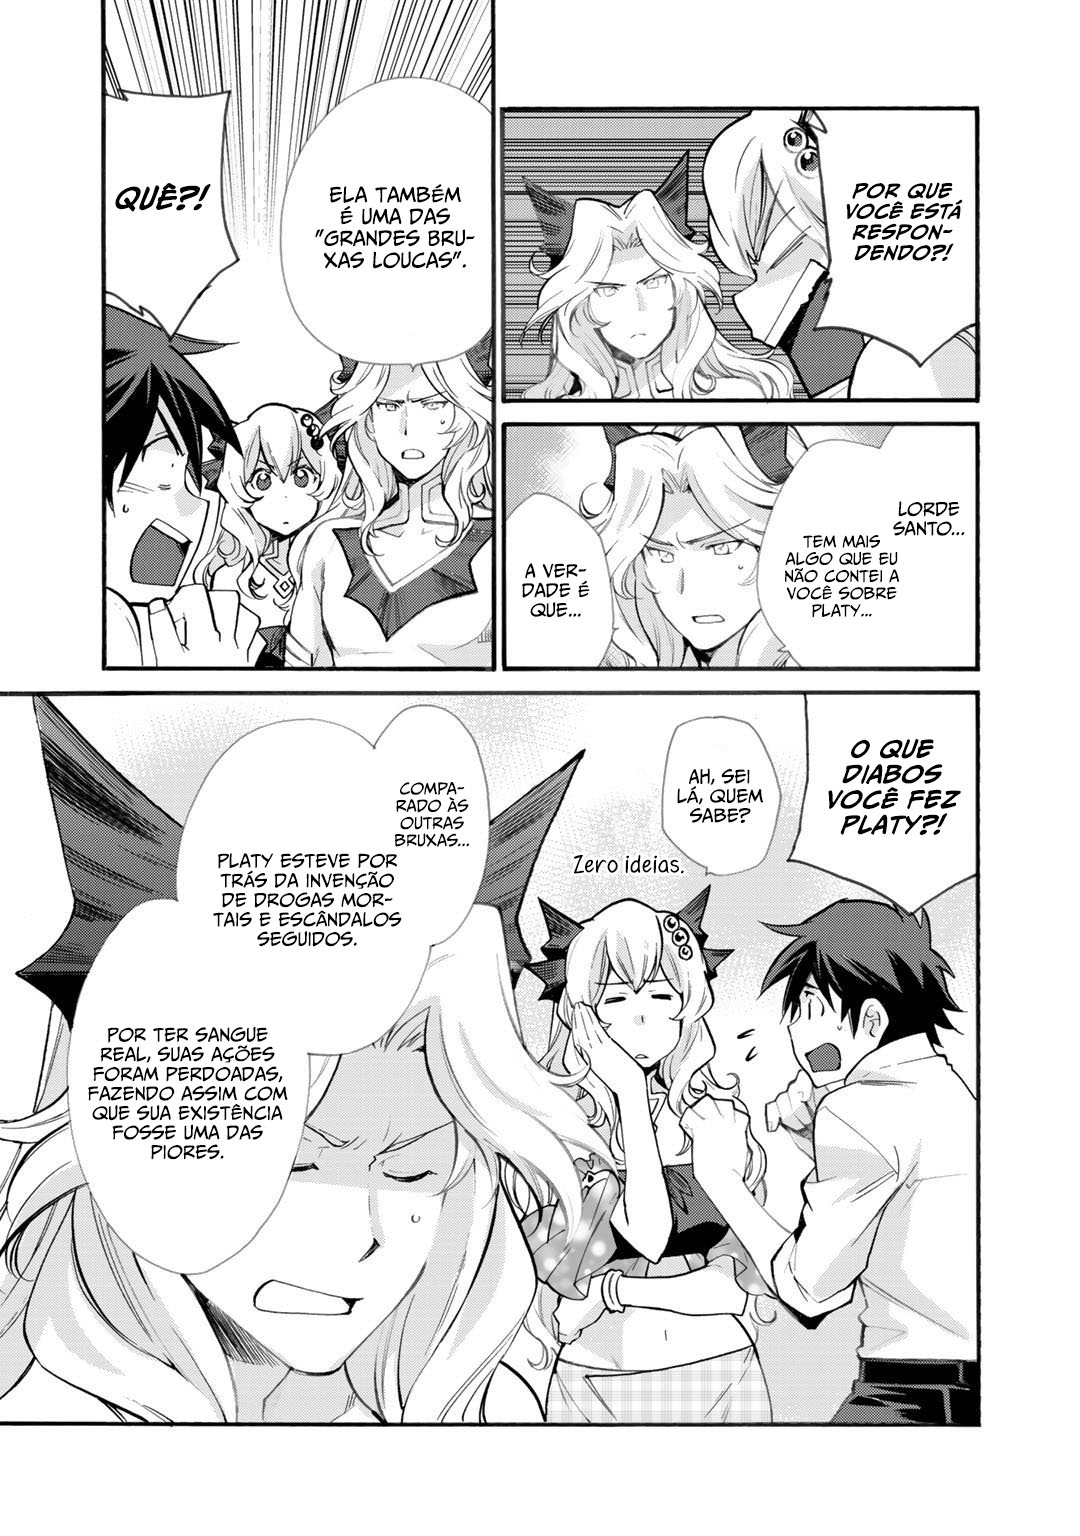 POR QUE
VOCÊ ESTÁ
RESPON-
DENDO?!
LORDE
SANTO...
TEM MAIS
ALGO QUE EU
NÃO CONTEI A
VOCÊ SOBRE
PLATY...
A VER-
DADE É
QUE...
ELA TAMBÉM
É UMA DAS
"GRANDES BRU-
XAS LOUCAS".
QUÊ?!
O QUE
DIABOS
VOCÊ FEZ
PLATY?!
AH, SEI
LÁ, QUEM
SABE?
Zero ideias.
COMPA-
RADO ÀS
OUTRAS
BRUXAS...
PLATY ESTEVE POR
TRÁS DA INVENÇÃO
DE DROGAS MOR-
TAIS E ESCÂNDALOS
SEGUIDOS.
POR TER SANGUE
REAL, SUAS AÇÕES
FORAM PERDOADAS,
FAZENDO ASSIM COM
QUE SUA EXISTÊNCIA
FOSSE UMA DAS
PIORES.